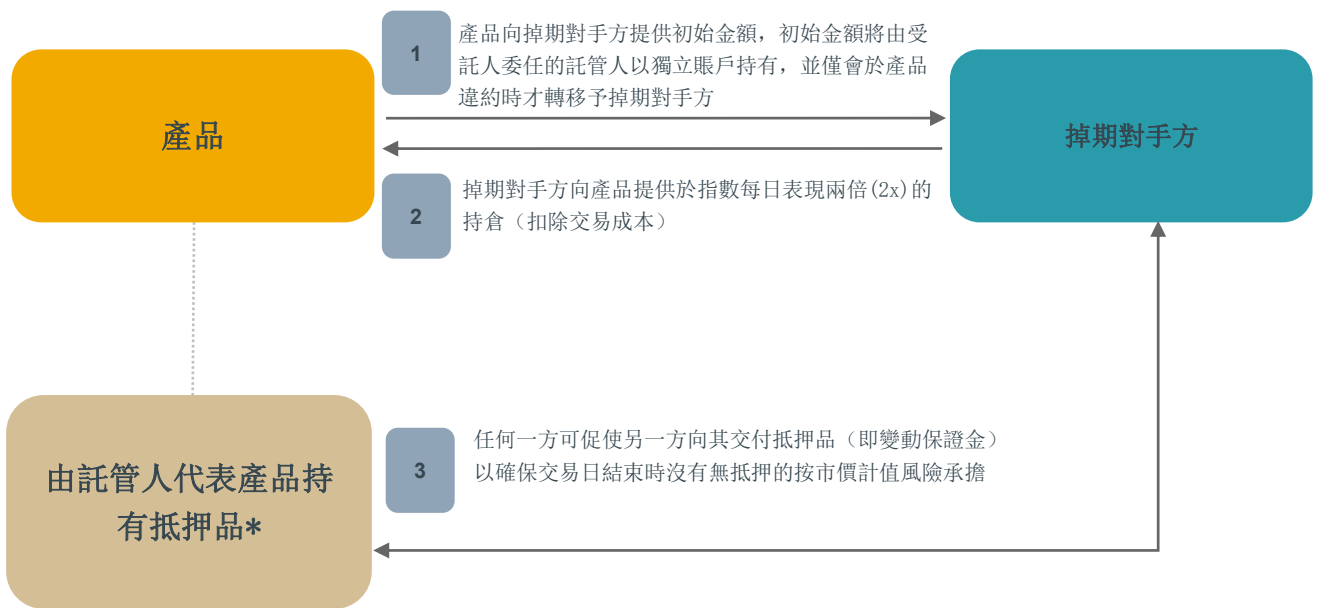 1
產品向掉期對手方提供初始金額，初始金額將由受
託人委任的託管人以獨立賬戶持有，並僅會於產品
違約時才轉移予掉期對手方
產品
掉期對手方
2
掉期對手方向產品提供於指數每日表現兩倍(2x)的
持倉（扣除交易成本）
3
任何一方可促使另一方向其交付抵押品（即變動保證金）
以確保交易日結束時沒有無抵押的按市價計值風險承擔
由託管人代表產品持
有抵押品*